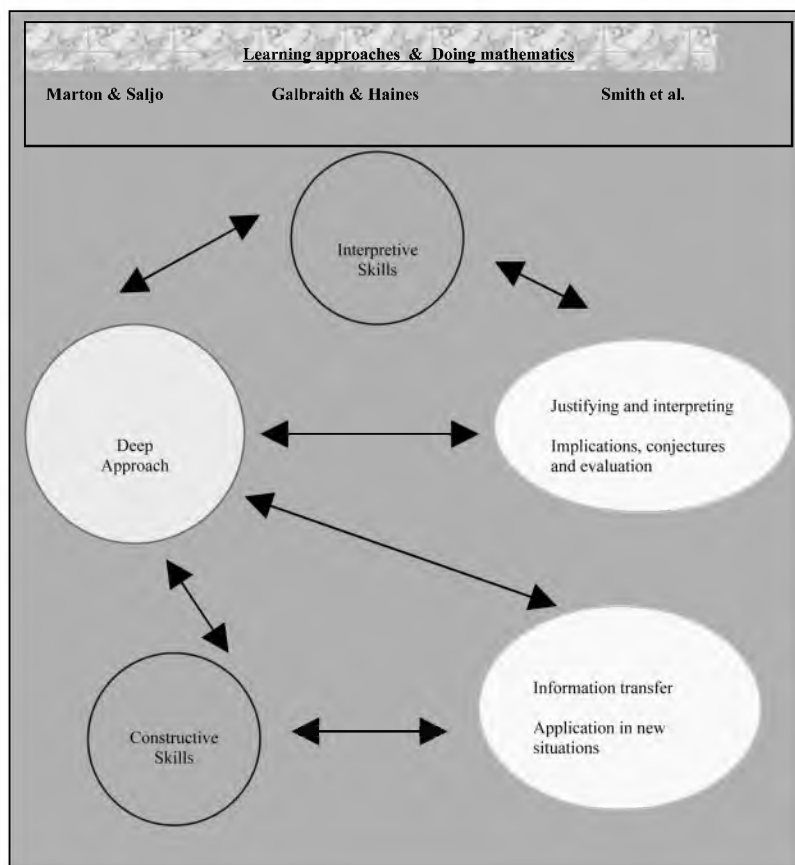 Learning approaches & Doing mathematics
Marton & Saljo Galbraith & Haines Smith et al.
Interpretive
Skills
Justifying and interpreting
Implications, conjectures
and evaluation
Deep
Approach
Information transfer
Application in new
situations
Constructive
Skills